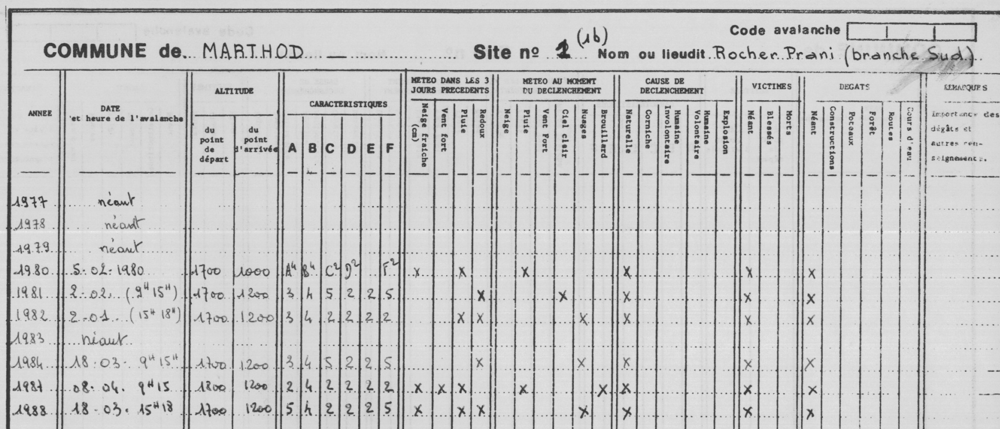 Code avalanche
COMMUNE de. MARTHOD Site nº 1 (1b) Nom ou lieudit Rocher Prani (branche Sud)
ANNEE
DATE et heure de l'avalanche
ALTITUDE
du point de départ
du point d'arrivée
CARACTERISTIQUES
A B C D E F
METEO DANS LES 3 JOURS PRECEDENTS
Neige fraiche (cm)
Vent fort
Pluie
Redoux
METEO AU MOMENT DU DECLENCHEMENT
Neige
Pluie
Vent Fort
Ciel clair
Nuages
Brouillard
CAUSE DE DECLENCHEMENT
Naturelle
Corniche
Humaine Involontaire
Humaine Volontaire
Explosion
VICTIMES
Néant
Blessés
Morts
DEGATS
Néant
Constructions
Poteaux
Forêt
Routes
Cours d'eau
REMARQUES
Importance des
dégâts et
autres ren-
seignements.
1977 néant
1978 néant
1979 néant
1980 5-02-1980 1700 1000 A4 B4 C2 D2 F2 x x x x x x
1981 2-02. (9H 15H) 1700 1200 3 4 5 2 2 5 x x x x x
1982 2-01 (15H 18H) 1700 1200 3 4 2 2 2 2 x x x x x x
1983 néant
1984 18-03- 9H 15H 1700 1200 3 4 5 2 2 5 x x x x x
1987 08-04. 9H15 1800 1200 2 4 2 2 2 2 x x x x x x x x
1988 18-03. 15H18 1700 1200 5 4 2 2 2 5 x x x x x x x